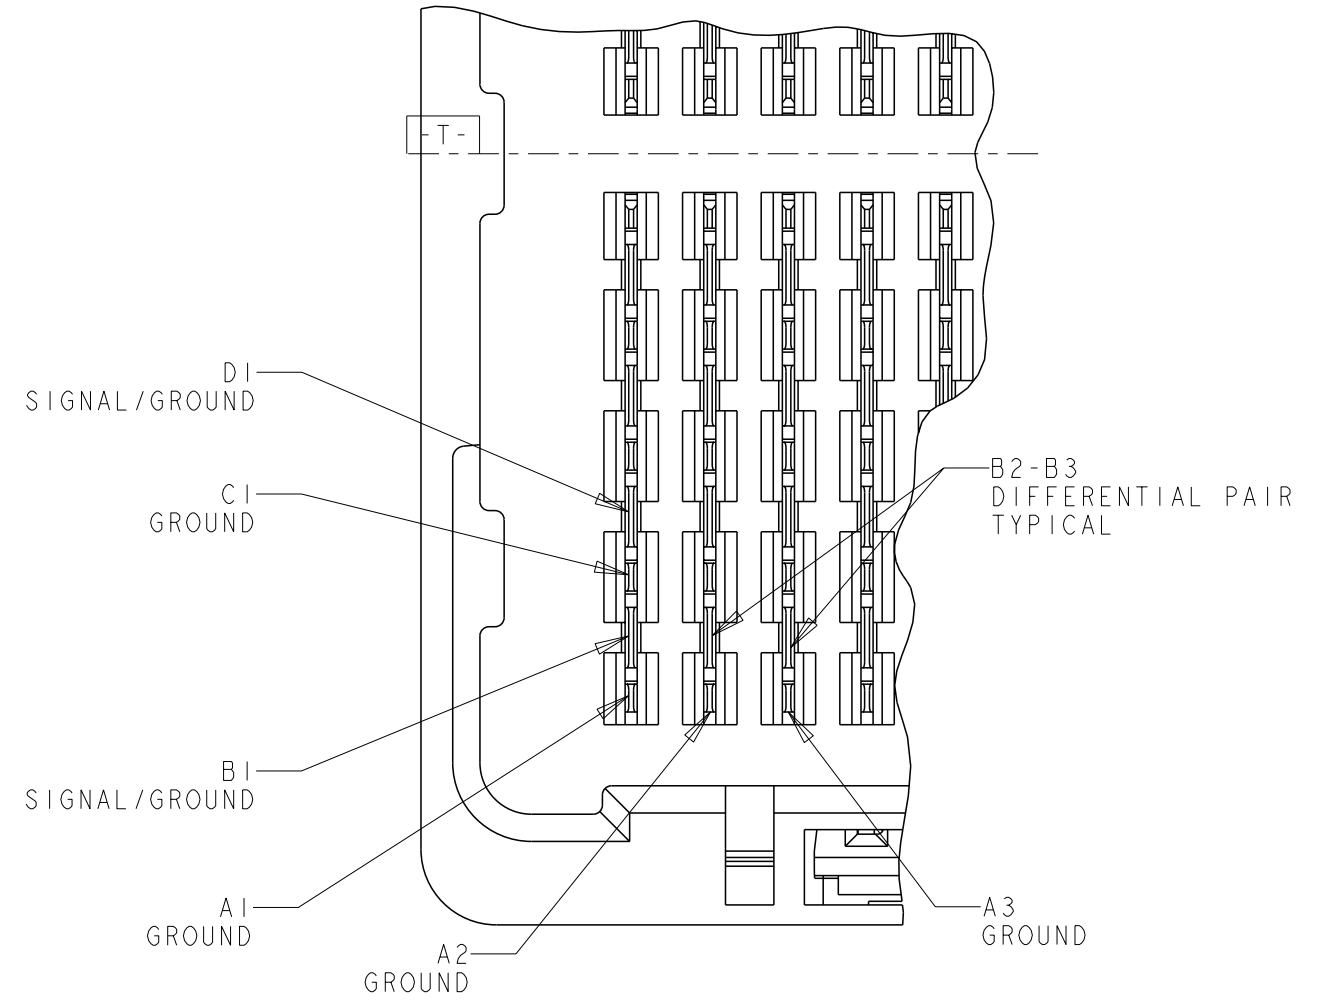 -T-
D1
SIGNAL/GROUND
C1
GROUND
B2-B3
DIFFERENTIAL PAIR
TYPICAL
B1
SIGNAL/GROUND
A1
GROUND
A2
GROUND
A3
GROUND